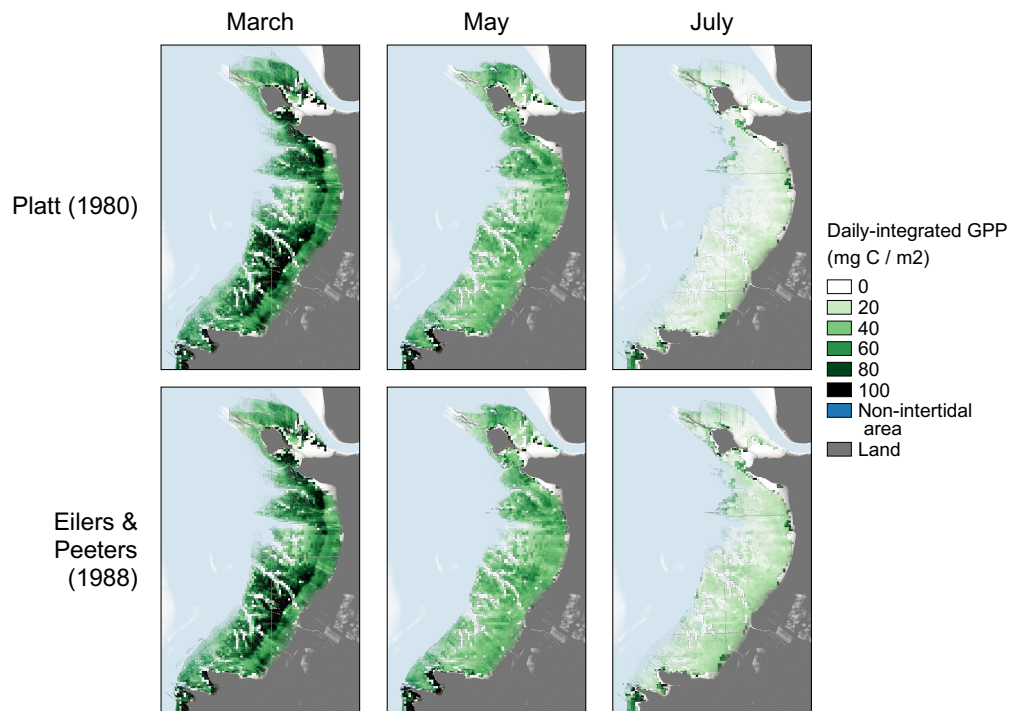 March
May
July
Platt (1980)
Daily-integrated GPP
(mg C / m2)
0
20
40
60
80
100
Non-intertidal
area
Land
Eilers &
Peeters
(1988)